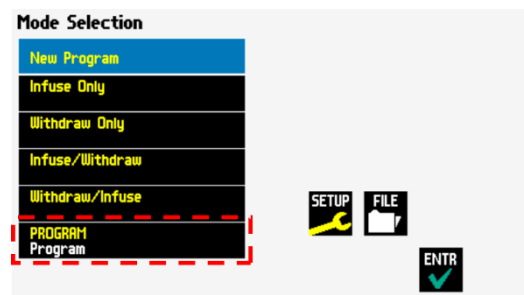 Mode Selection
New Program
Infuse Only
Withdraw Only
Infuse/Withdraw
Withdraw/Infuse
PROGRAM
Program
SETUP
FILE
ENTR